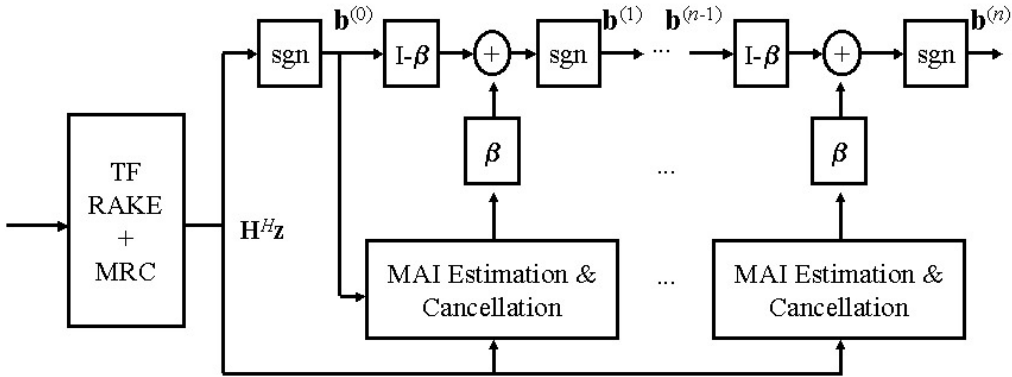 b⁽⁰⁾
b⁽¹⁾
b⁽ⁿ⁻¹⁾
b⁽ⁿ⁾
sgn
I-β
+
sgn
...
I-β
+
sgn
β
...
β
TF
RAKE
+
MRC
Hᴴz
MAI Estimation &
Cancellation
...
MAI Estimation &
Cancellation